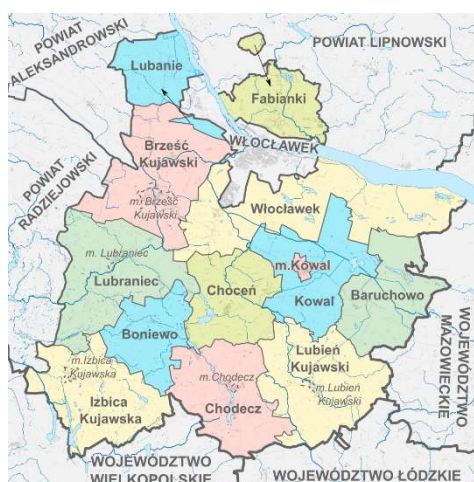 POWIAT
ALEKSANDROWSKI
POWIAT LIPNOWSKI
Lubanie
Fabianki
Brześć
Kujawski
WŁOCŁAWEK
POWIAT
RADZIEJOWSKI
m. Brześć
Kujawski
Włocławek
m. Lubraniec
Lubraniec
Choceń
m.Kowal
Kowal
Baruchowo
Boniewo
Lubień
Kujawski
m.Izbica
Kujawska
m.Chodecz
m.Lubień
Kujawski
Izbica
Kujawska
Chodecz
WOJEWÓDZTWO
MAZOWIECKIE
WOJEWÓDZTWO
WIELKOPOLSKIE
WOJEWÓDZTWO ŁÓDZKIE